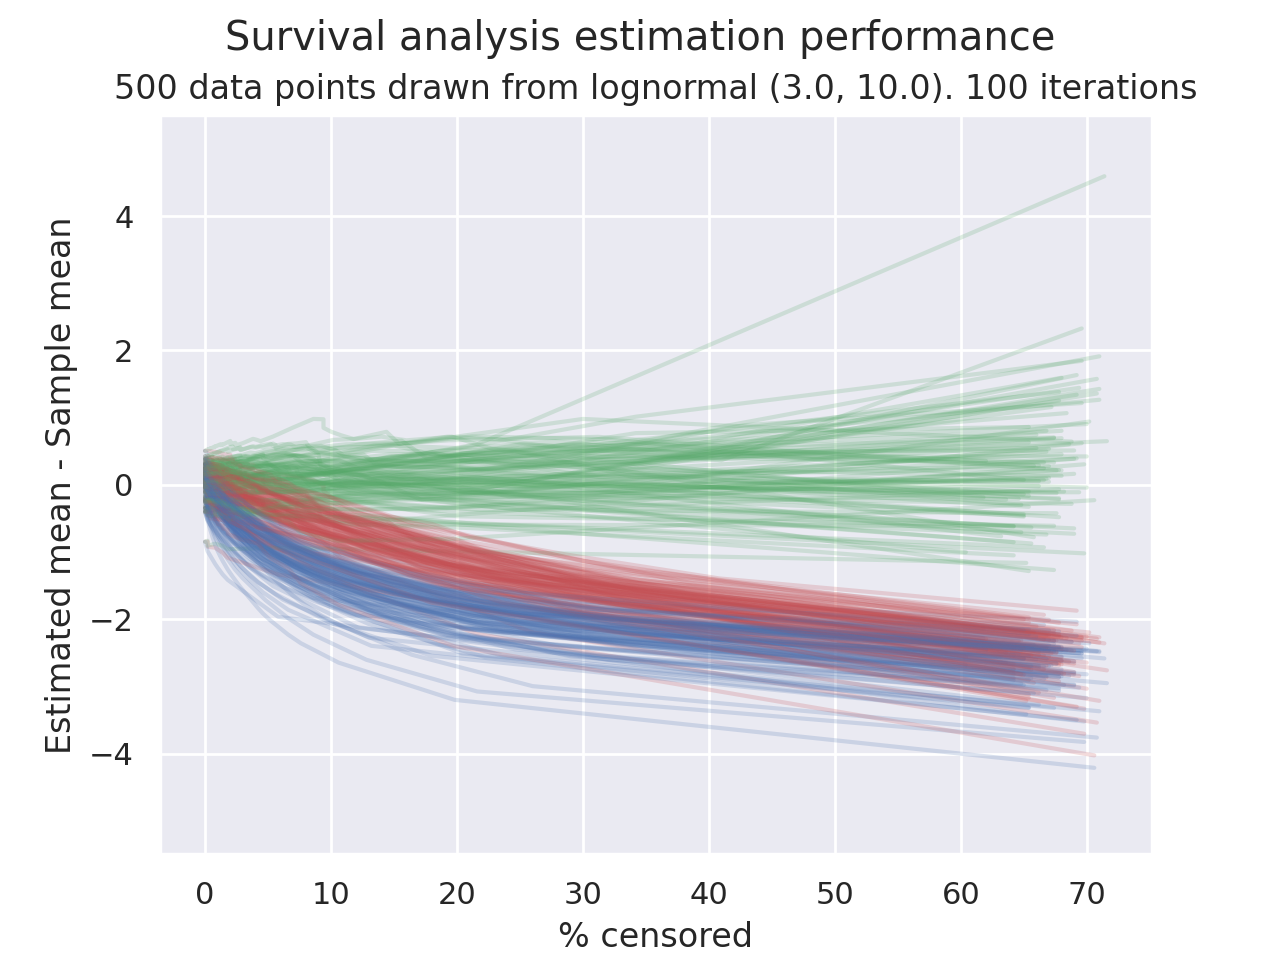 Survival analysis estimation performance
500 data points drawn from lognormal (3.0, 10.0). 100 iterations
Estimated mean - Sample mean
4
2
0
−2
−4
0 10 20 30 40 50 60 70
% censored